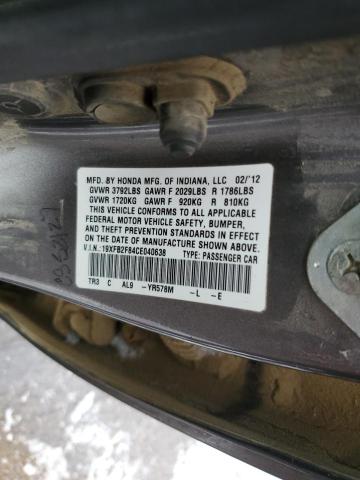 MFD. BY HONDA MFG. OF INDIANA, LLC 02/'12
GVWR 3792LBS GAWR F 2029LBS R 1786LBS
GVWR 1720KG GAWR F 920KG R 810KG
THIS VEHICLE CONFORMS TO ALL APPLICABLE
FEDERAL MOTOR VEHICLE SAFETY, BUMPER,
AND THEFT PREVENTION STANDARDS IN EFFECT
ON THE DATE OF MANUFACTURE SHOWN ABOVE.
V.I.N.: 19XFB2F84CE040638 TYPE: PASSENGER CAR
TR3 C AL9 -YR578M -L -E